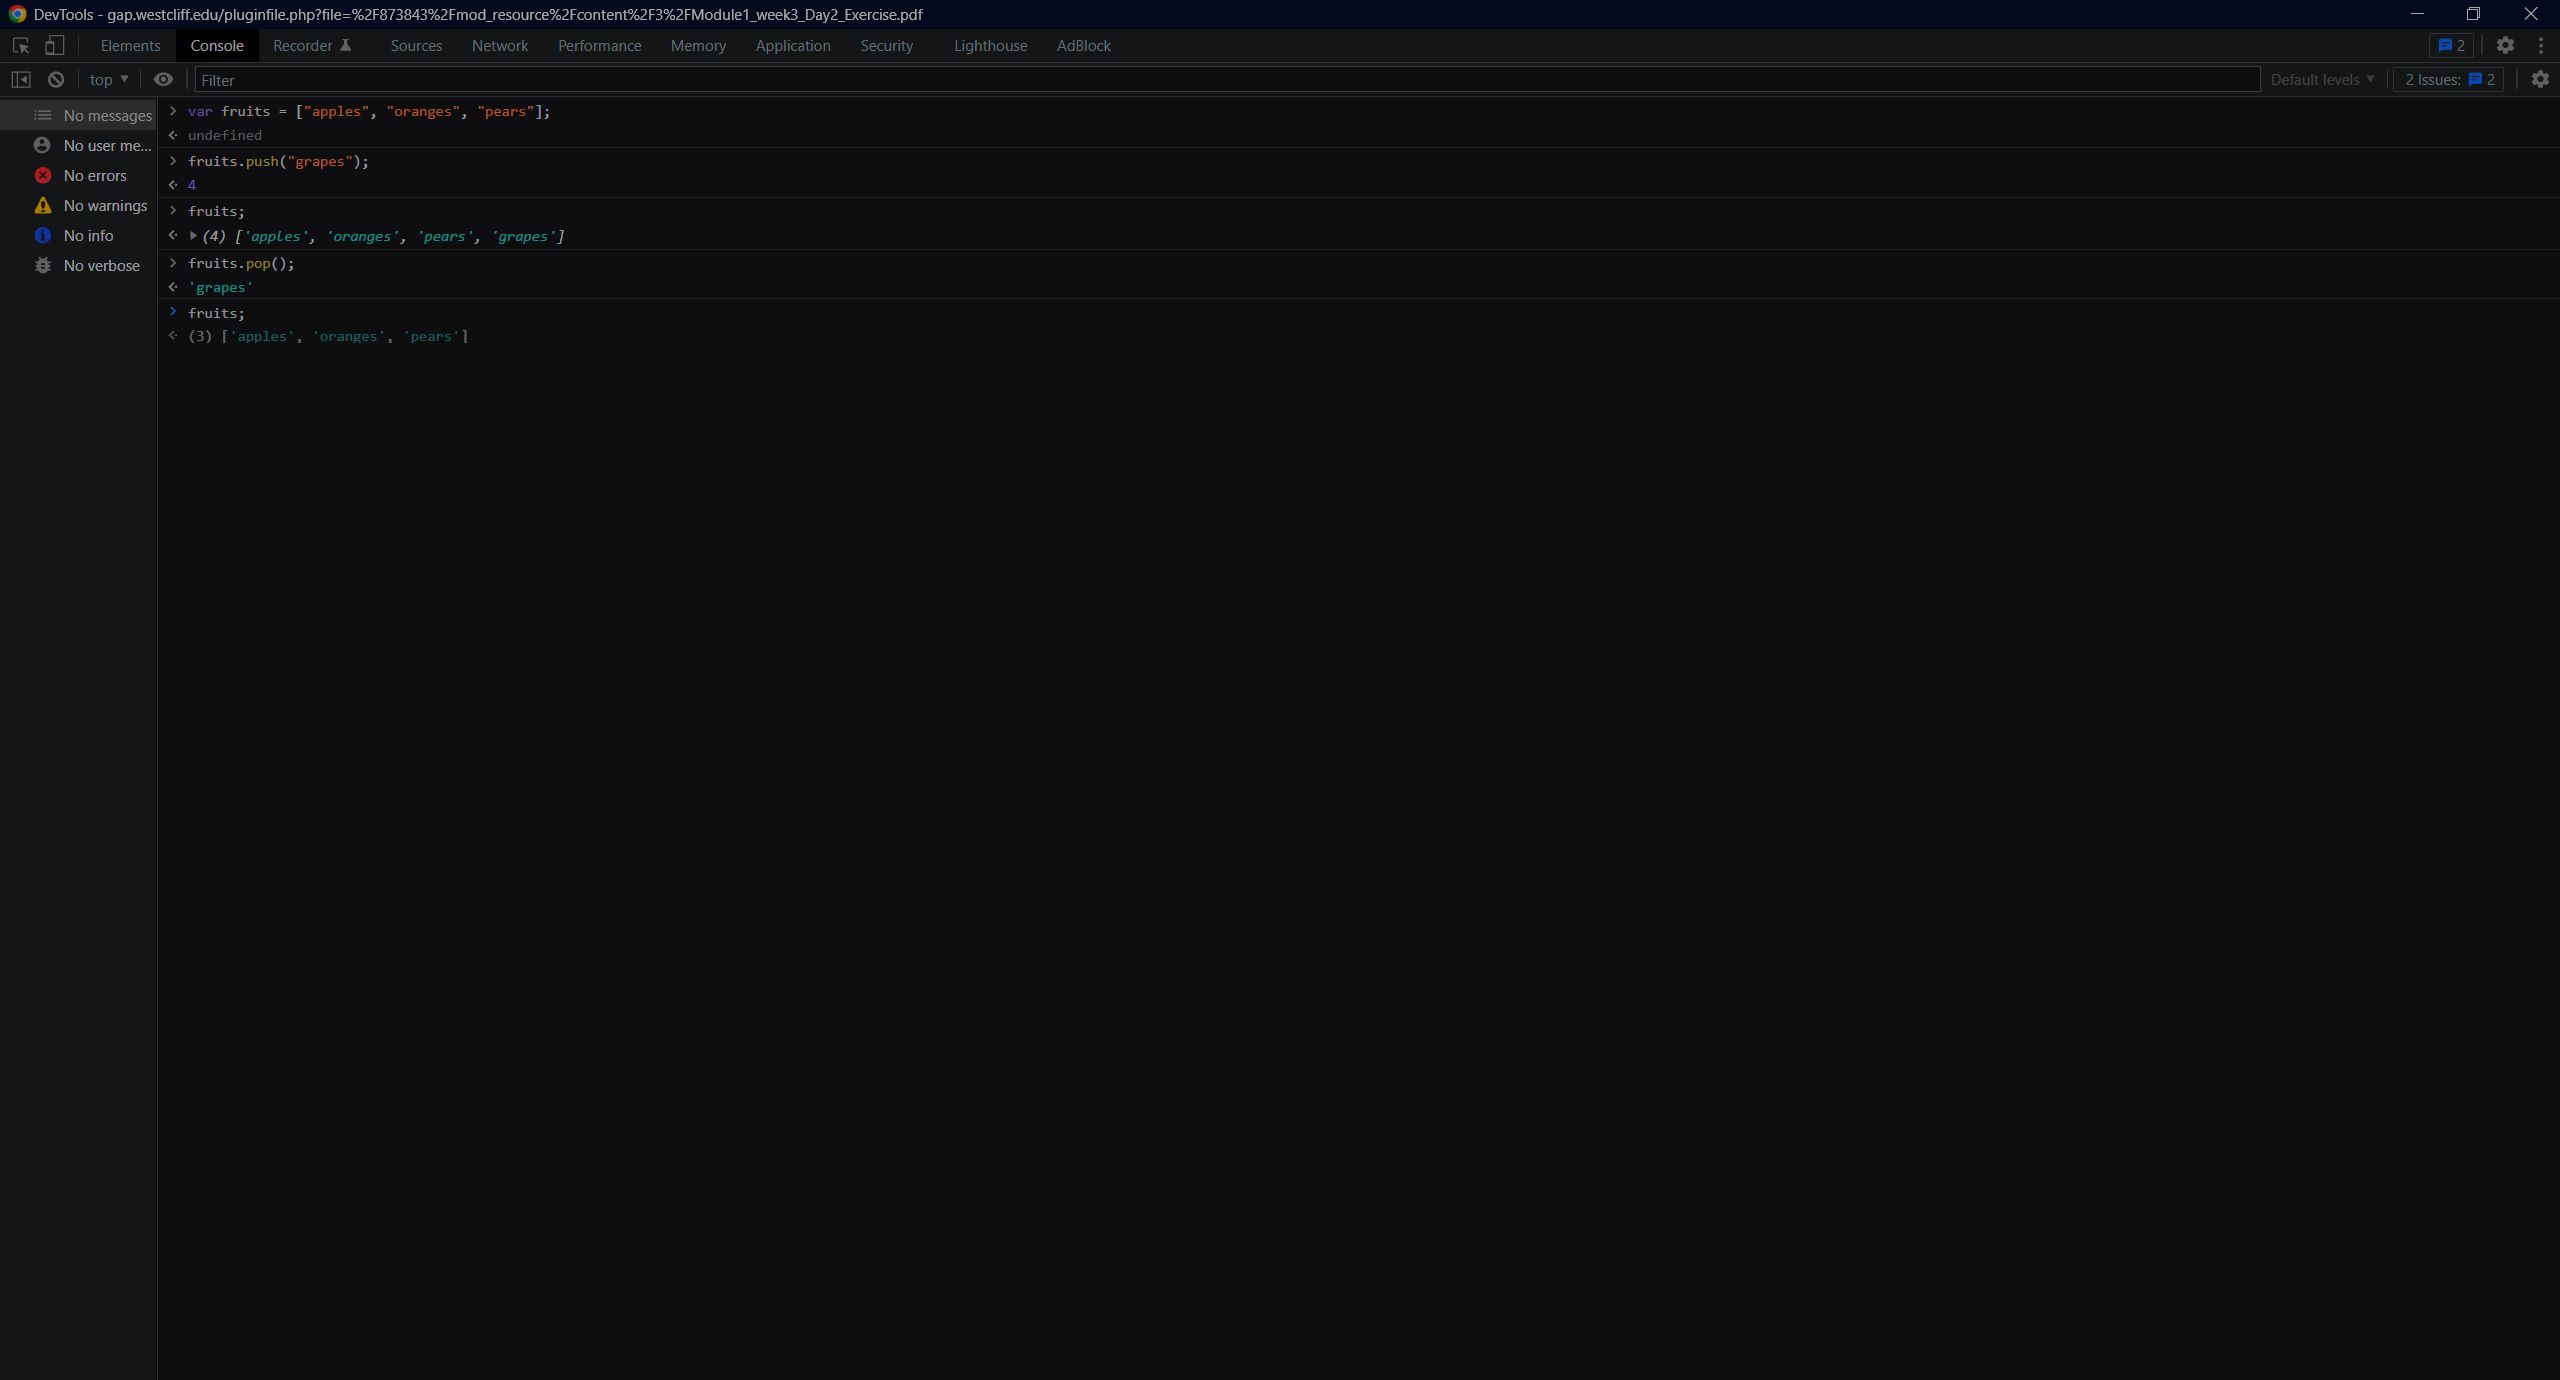 DevTools - gap.westcliff.edu/pluginfile.php?file=%2F873843%2Fmod_resource%2Fcontent%2F3%2FModule1_week3_Day2_Exercise.pdf
Elements Console Recorder Sources Network Performance Memory Application Security Lighthouse AdBlock 2
top Filter Default levels 2 Issues: 2
No messages
No user me...
No errors
No warnings
No info
No verbose
var fruits = ["apples", "oranges", "pears"];
undefined
fruits.push("grapes");
4
fruits;
(4) ['apples', 'oranges', 'pears', 'grapes']
fruits.pop();
'grapes'
fruits;
(3) ['apples', 'oranges', 'pears']